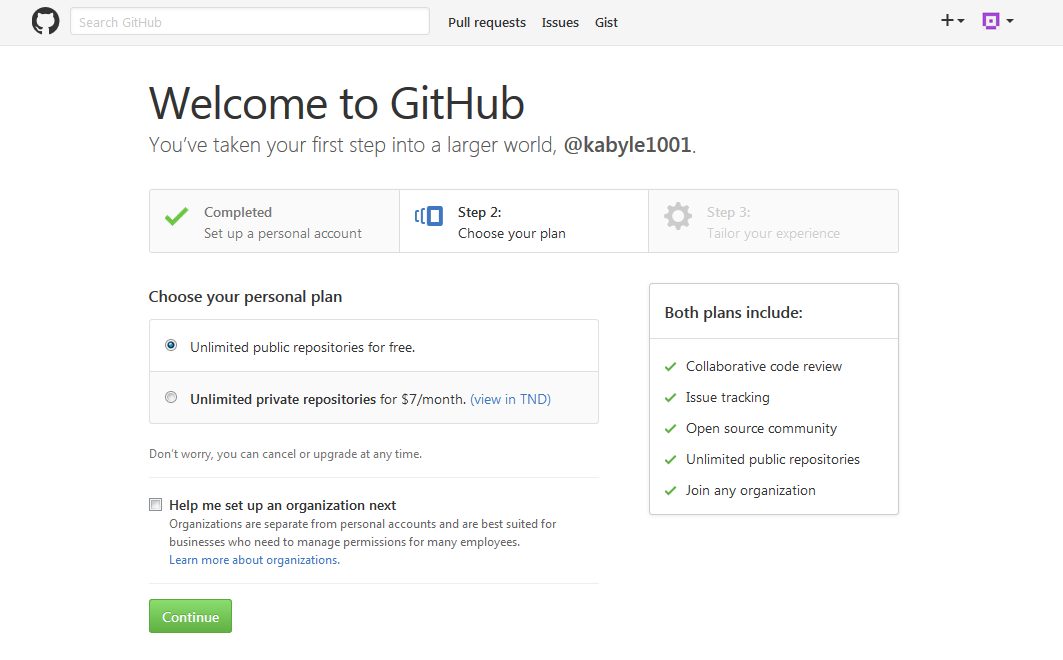 Search GitHub
Pull requests
Issues
Gist
Welcome to GitHub
You've taken your first step into a larger world, @kabyle1001.
Completed
Set up a personal account
Step 2:
Choose your plan
Step 3:
Tailor your experience
Choose your personal plan
Unlimited public repositories for free.
Unlimited private repositories for $7/month. (view in TND)
Don't worry, you can cancel or upgrade at any time.
Help me set up an organization next
Organizations are separate from personal accounts and are best suited for
businesses who need to manage permissions for many employees.
Learn more about organizations.
Continue
Both plans include:
Collaborative code review
Issue tracking
Open source community
Unlimited public repositories
Join any organization